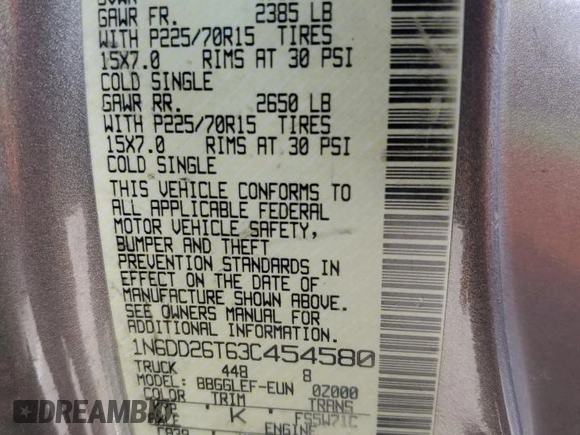 GVWR
GAWR FR. 2385 LB
WITH P225/70R15 TIRES
15X7.0 RIMS AT 30 PSI
COLD SINGLE
GAWR RR. 2650 LB
WITH P225/70R15 TIRES
15X7.0 RIMS AT 30 PSI
COLD SINGLE
THIS VEHICLE CONFORMS TO
ALL APPLICABLE FEDERAL
MOTOR VEHICLE SAFETY,
BUMPER AND THEFT
PREVENTION STANDARDS IN
EFFECT ON THE DATE OF
MANUFACTURE SHOWN ABOVE.
SEE OWNERS MANUAL FOR
ADDITIONAL INFORMATION.
1N6DD26T63C454580
TRUCK 448 8
MODEL: BBGGLEF-EUN 0Z000
COLOR TRIM TRANS
K FS5W71C
ENGINE
DREAMBID